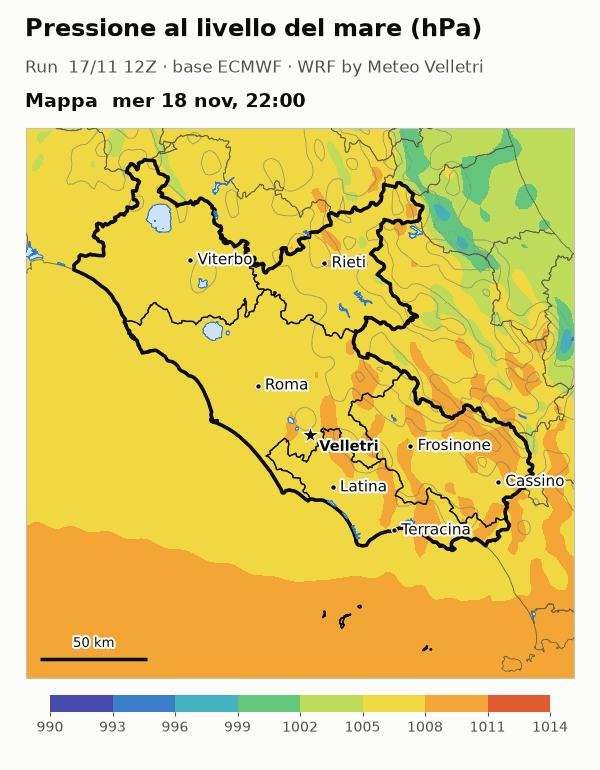 Pressione al livello del mare (hPa)
Run  17/11 12Z · base ECMWF · WRF by Meteo Velletri
Mappa  mer 18 nov, 22:00
Viterbo
Rieti
Roma
Velletri
Frosinone
Cassino
Latina
Terracina
50 km
990 993 996 999 1002 1005 1008 1011 1014